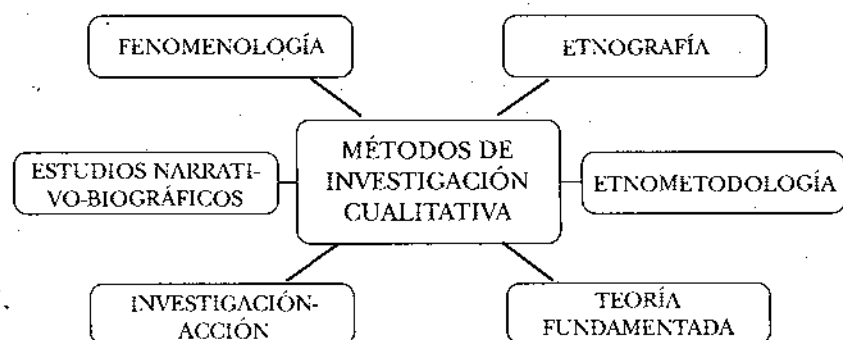 FENOMENOLOGÍA
ETNOGRAFÍA
ESTUDIOS NARRATI-
VO-BIOGRÁFICOS
MÉTODOS DE
INVESTIGACIÓN
CUALITATIVA
ETNOMETODOLOGÍA
INVESTIGACIÓN-
ACCIÓN
TEORÍA
FUNDAMENTADA